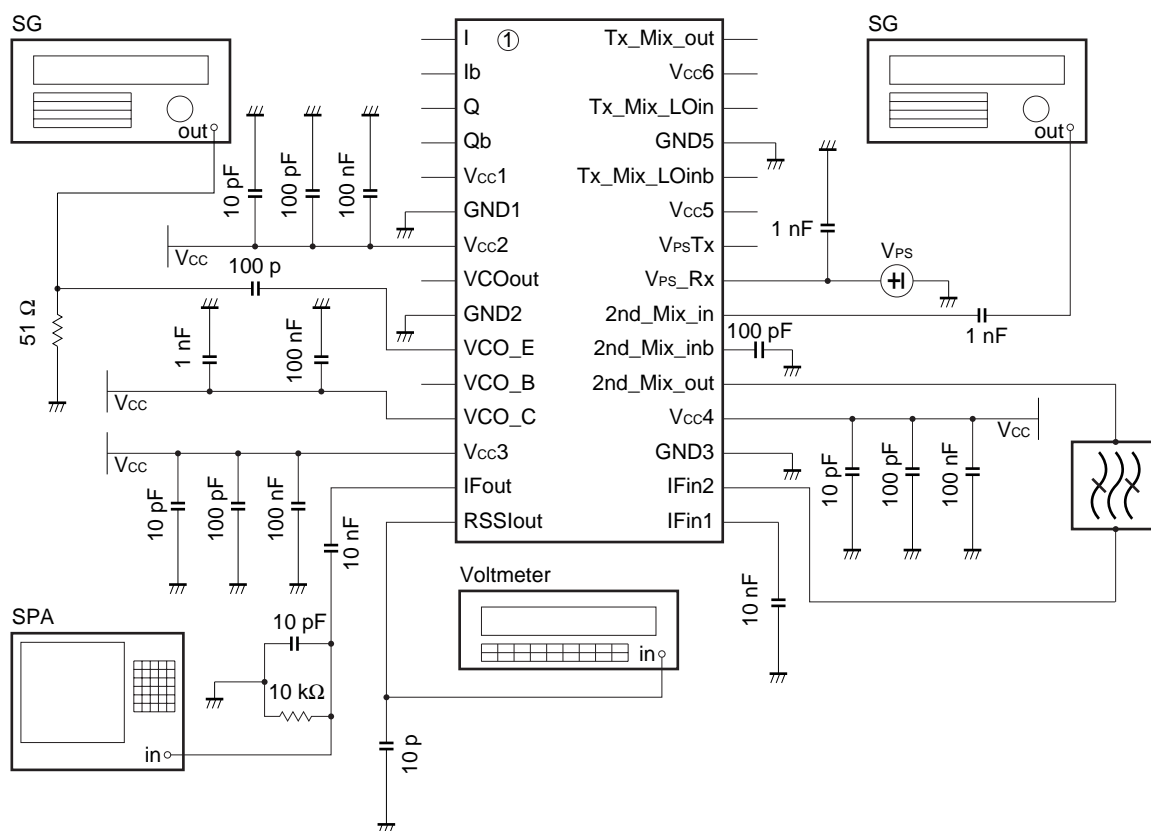 SG
out
10 pF
100 pF
100 nF
VCC
100 p
51 Ω
1 nF
100 nF
VCC
VCC
10 pF
100 pF
100 nF
10 nF
SPA
in
10 pF
10 kΩ
10 p
I ①
Ib
Q
Qb
VCC1
GND1
VCC2
VCOout
GND2
VCO_E
VCO_B
VCO_C
VCC3
IFout
RSSIout
Tx_Mix_out
VCC6
Tx_Mix_LOin
GND5
Tx_Mix_LOinb
VCC5
VPSTx
VPS_Rx
2nd_Mix_in
2nd_Mix_inb
2nd_Mix_out
VCC4
GND3
IFin2
IFin1
Voltmeter
in
SG
out
1 nF
VPS
100 pF
1 nF
VCC
10 pF
100 pF
100 nF
10 nF